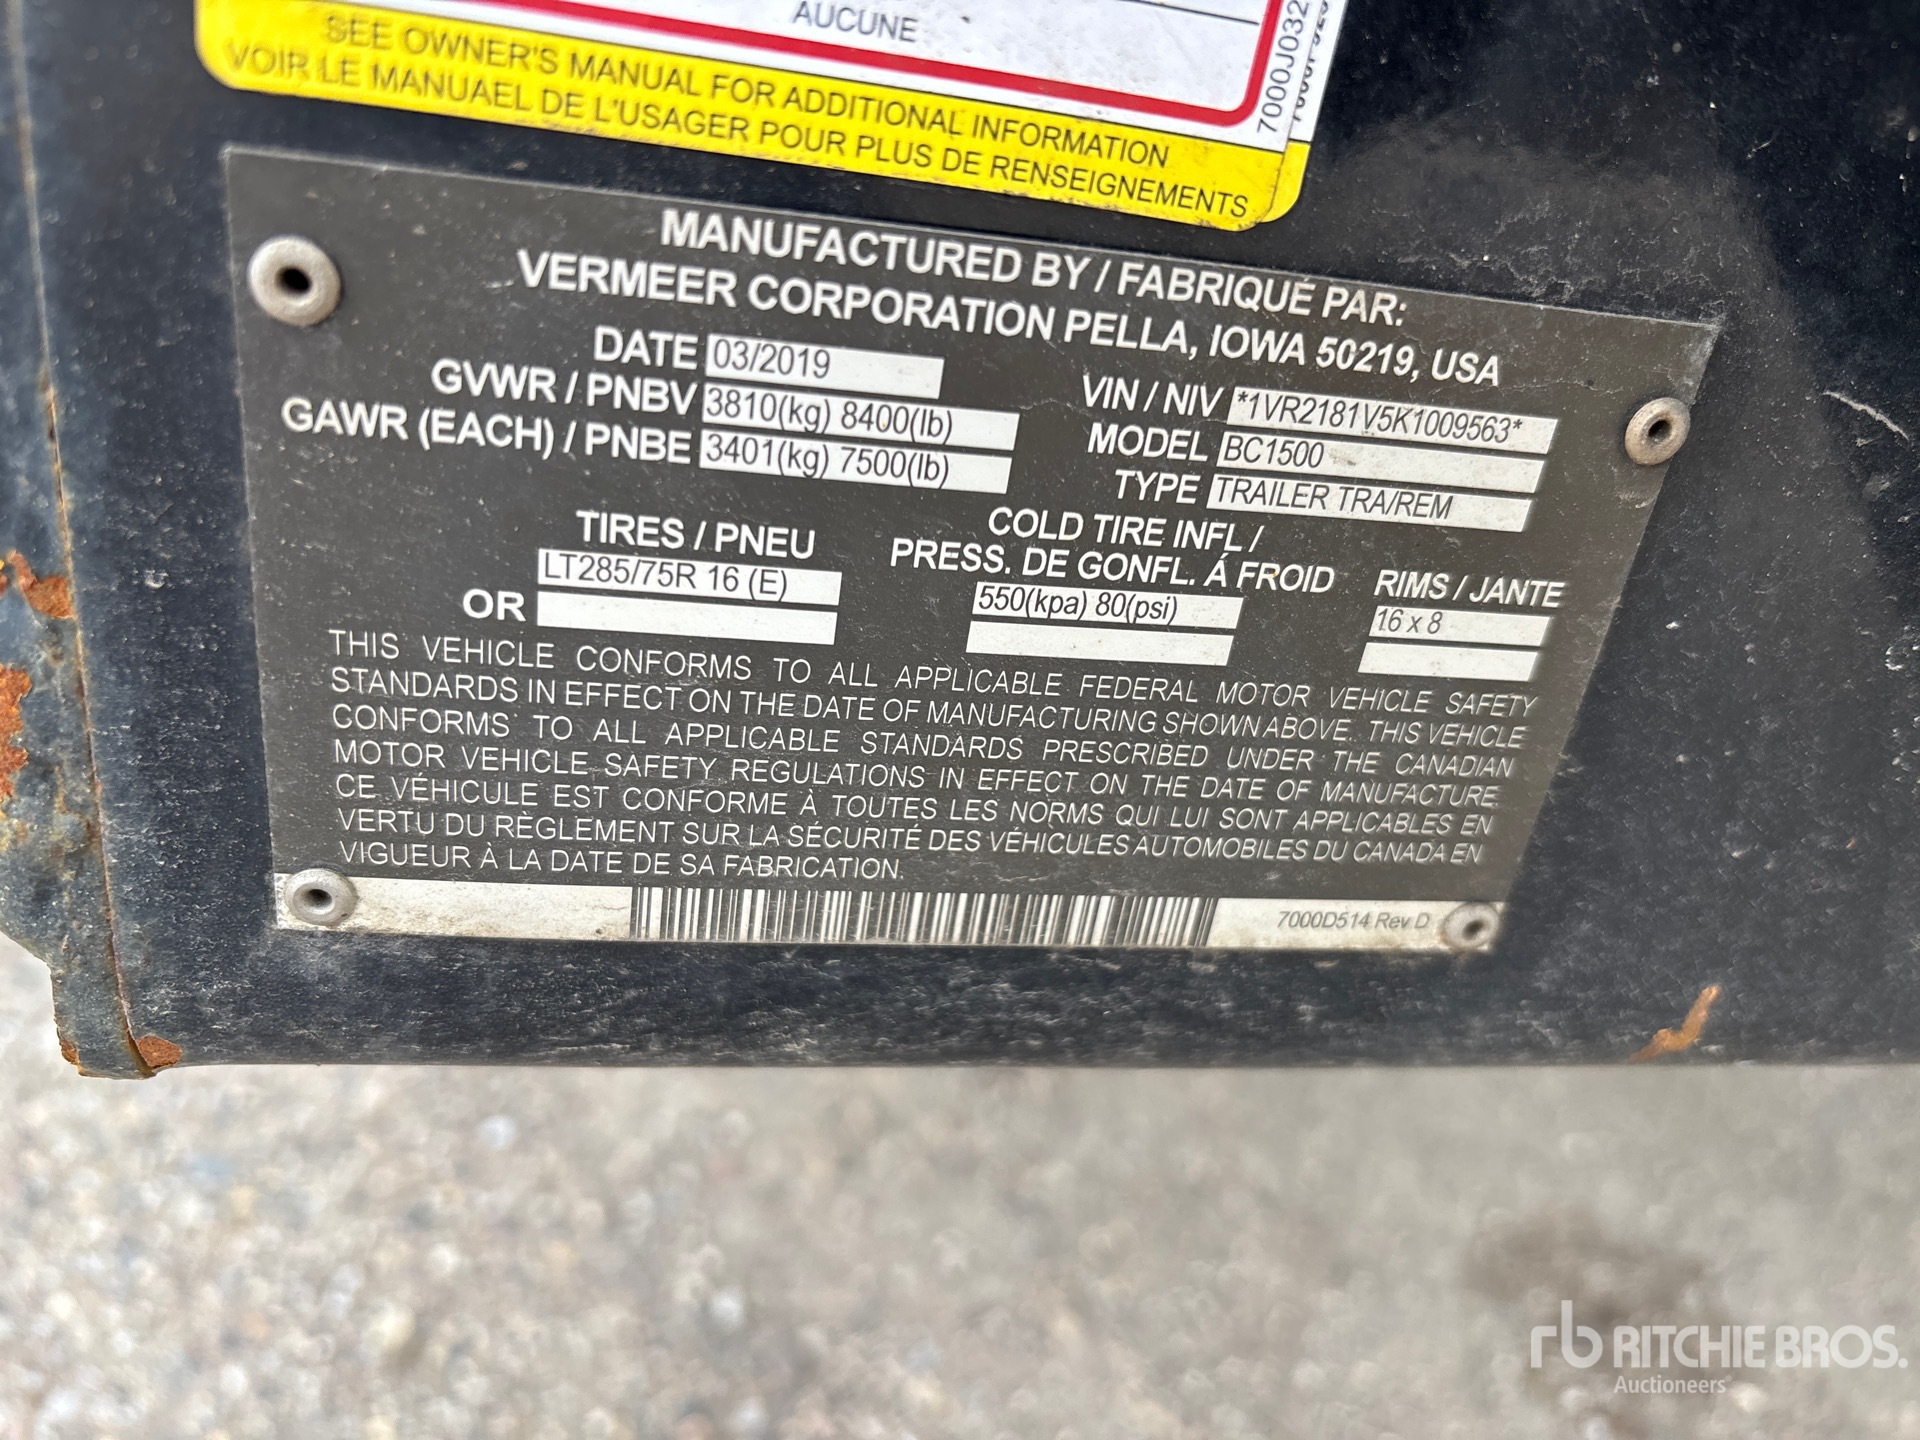 AUCUNE
SEE OWNER'S MANUAL FOR ADDITIONAL INFORMATION
VOIR LE MANUAEL DE L'USAGER POUR PLUS DE RENSEIGNEMENTS
7000J032
MANUFACTURED BY / FABRIQUÉ PAR:
VERMEER CORPORATION PELLA, IOWA 50219, USA
DATE 03/2019
GVWR / PNBV 3810(kg) 8400(lb)
GAWR (EACH) / PNBE 3401(kg) 7500(lb)
VIN / NIV *1VR2181V5K1009563*
MODEL BC1500
TYPE TRAILER TRA/REM
TIRES / PNEU
LT285/75R 16 (E)
OR
COLD TIRE INFL /
PRESS. DE GONFL. Á FROID
550(kpa) 80(psi)
RIMS / JANTE
16 x 8
THIS VEHICLE CONFORMS TO ALL APPLICABLE FEDERAL MOTOR VEHICLE SAFETY
STANDARDS IN EFFECT ON THE DATE OF MANUFACTURING SHOWN ABOVE. THIS VEHICLE
CONFORMS TO ALL APPLICABLE STANDARDS PRESCRIBED UNDER THE CANADIAN
MOTOR VEHICLE SAFETY REGULATIONS IN EFFECT ON THE DATE OF MANUFACTURE
CE VÉHICULE EST CONFORME À TOUTES LES NORMS QUI LUI SONT APPLICABLES EN
VERTU DU RÈGLEMENT SUR LA SÉCURITÉ DES VÉHICULES AUTOMOBILES DU CANADA EN
VIGUEUR À LA DATE DE SA FABRICATION.
7000D514 Rev D
rb RITCHIE BROS.
Auctioneers